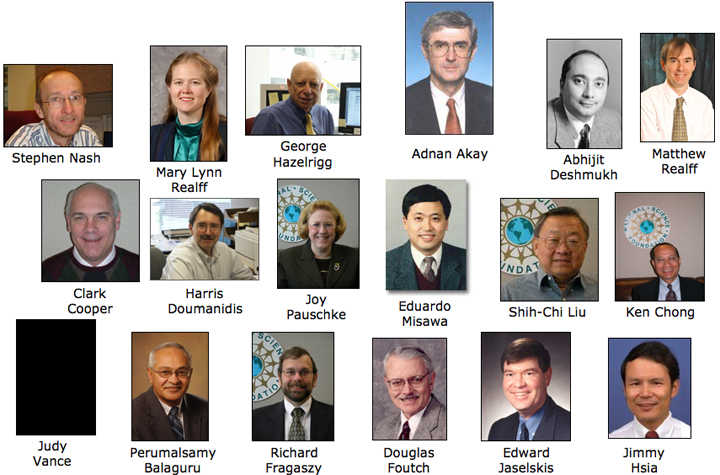 Stephen Nash
Mary Lynn
Realff
George
Hazelrigg
Adnan Akay
Abhijit
Deshmukh
Matthew
Realff
Clark
Cooper
Harris
Doumanidis
Joy
Pauschke
Eduardo
Misawa
Shih-Chi Liu
Ken Chong
Judy
Vance
Perumalsamy
Balaguru
Richard
Fragaszy
Douglas
Foutch
Edward
Jaselskis
Jimmy
Hsia